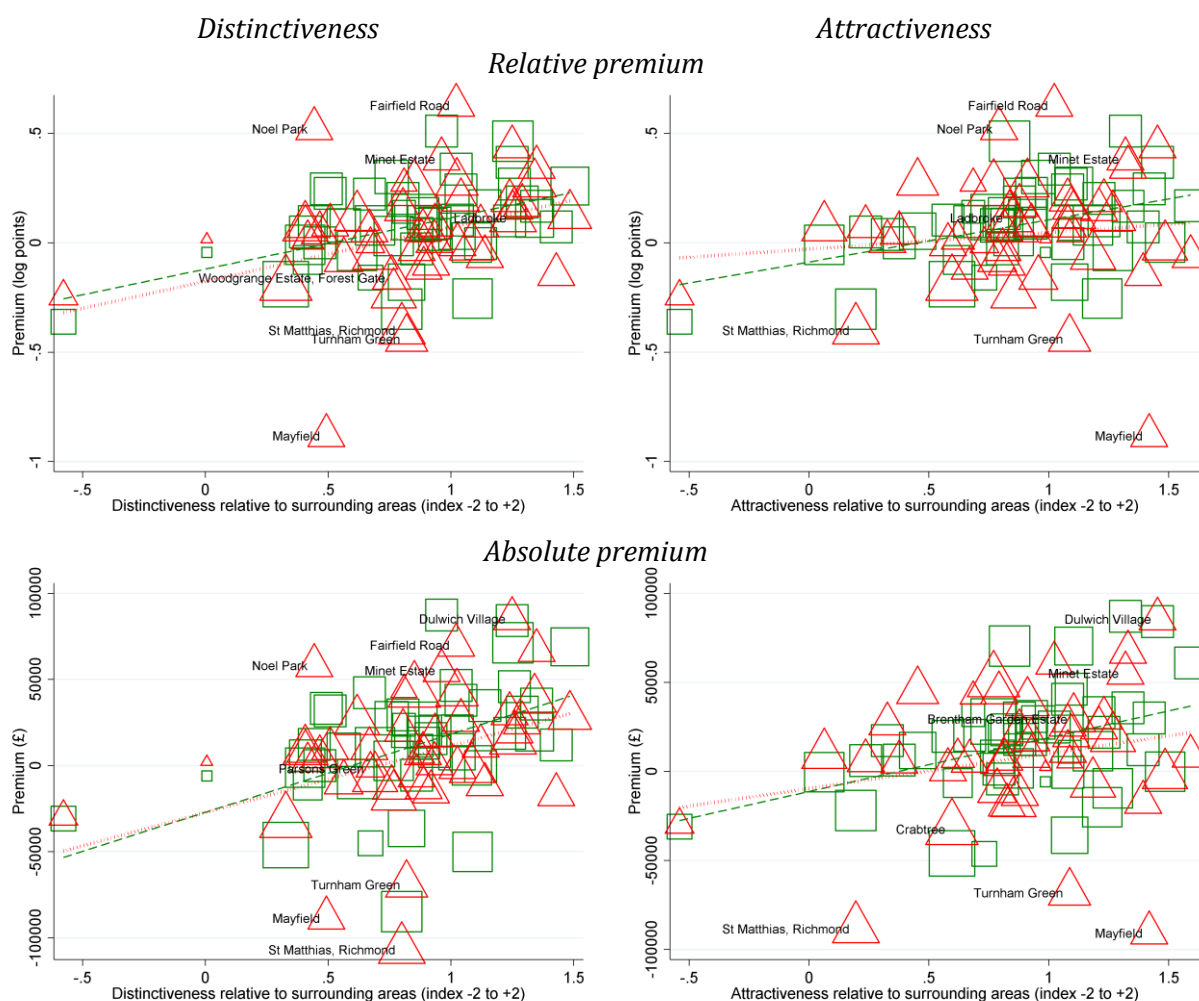 Distinctiveness
Attractiveness
Relative premium
Premium (log points)
.5
0
-.5
-1
Fairfield Road
Noel Park
Minet Estate
Ladbroke
Woodgrange Estate, Forest Gate
St Matthias, Richmond
Turnham Green
Mayfield
-.5 0 .5 1 1.5
Distinctiveness relative to surrounding areas (index -2 to +2)
Premium (log points)
.5
0
-.5
-1
Fairfield Road
Noel Park
Minet Estate
Ladbroke
St Matthias, Richmond
Turnham Green
Mayfield
-.5 0 .5 1 1.5
Attractiveness relative to surrounding areas (index -2 to +2)
Absolute premium
Premium (£)
100000
50000
0
-50000
-100000
Dulwich Village
Fairfield Road
Noel Park
Minet Estate
Parsons Green
Turnham Green
Mayfield
St Matthias, Richmond
-.5 0 .5 1 1.5
Distinctiveness relative to surrounding areas (index -2 to +2)
Premium (£)
100000
50000
0
-50000
-100000
Dulwich Village
Minet Estate
Brentham Garden Estate
Crabtree
Turnham Green
St Matthias, Richmond
Mayfield
-.5 0 .5 1 1.5
Attractiveness relative to surrounding areas (index -2 to +2)